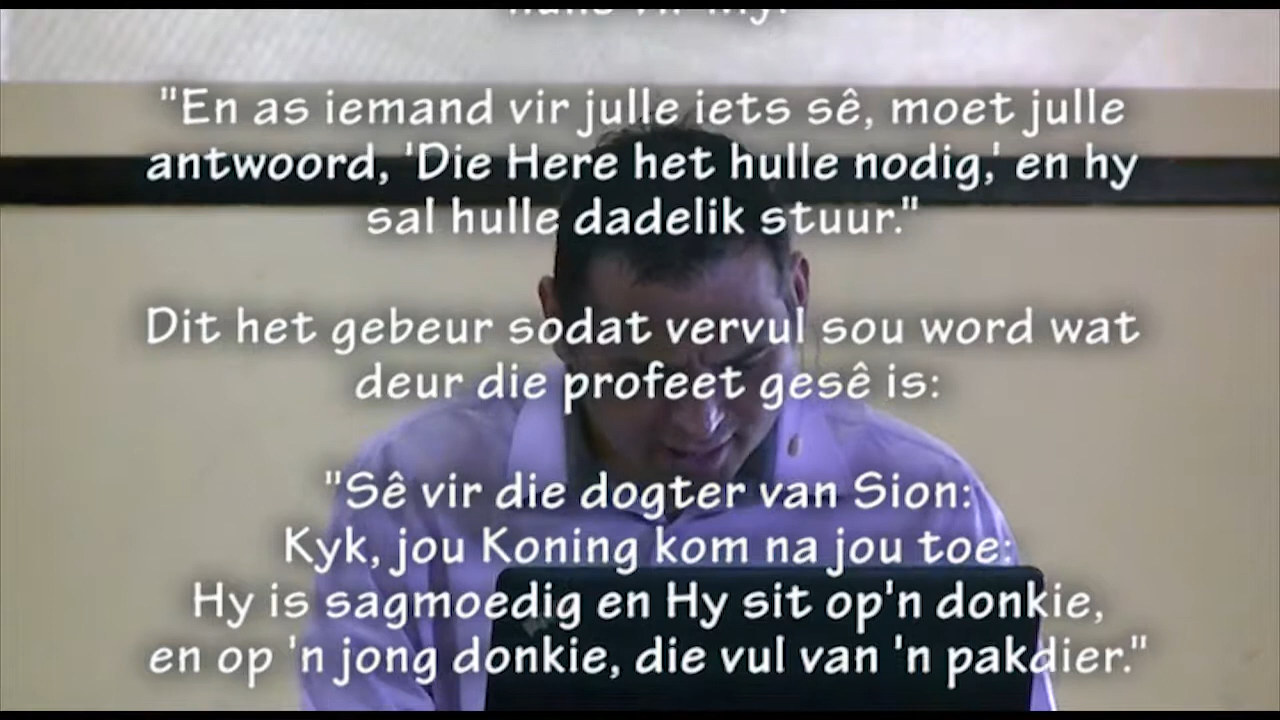 "En as iemand vir julle iets sê, moet julle
antwoord, 'Die Here het hulle nodig,' en hy
sal hulle dadelik stuur."
Dit het gebeur sodat vervul sou word wat
deur die profeet gesê is:
"Sê vir die dogter van Sion:
Kyk, jou Koning kom na jou toe:
Hy is sagmoedig en Hy sit op'n donkie,
en op 'n jong donkie, die vul van 'n pakdier."